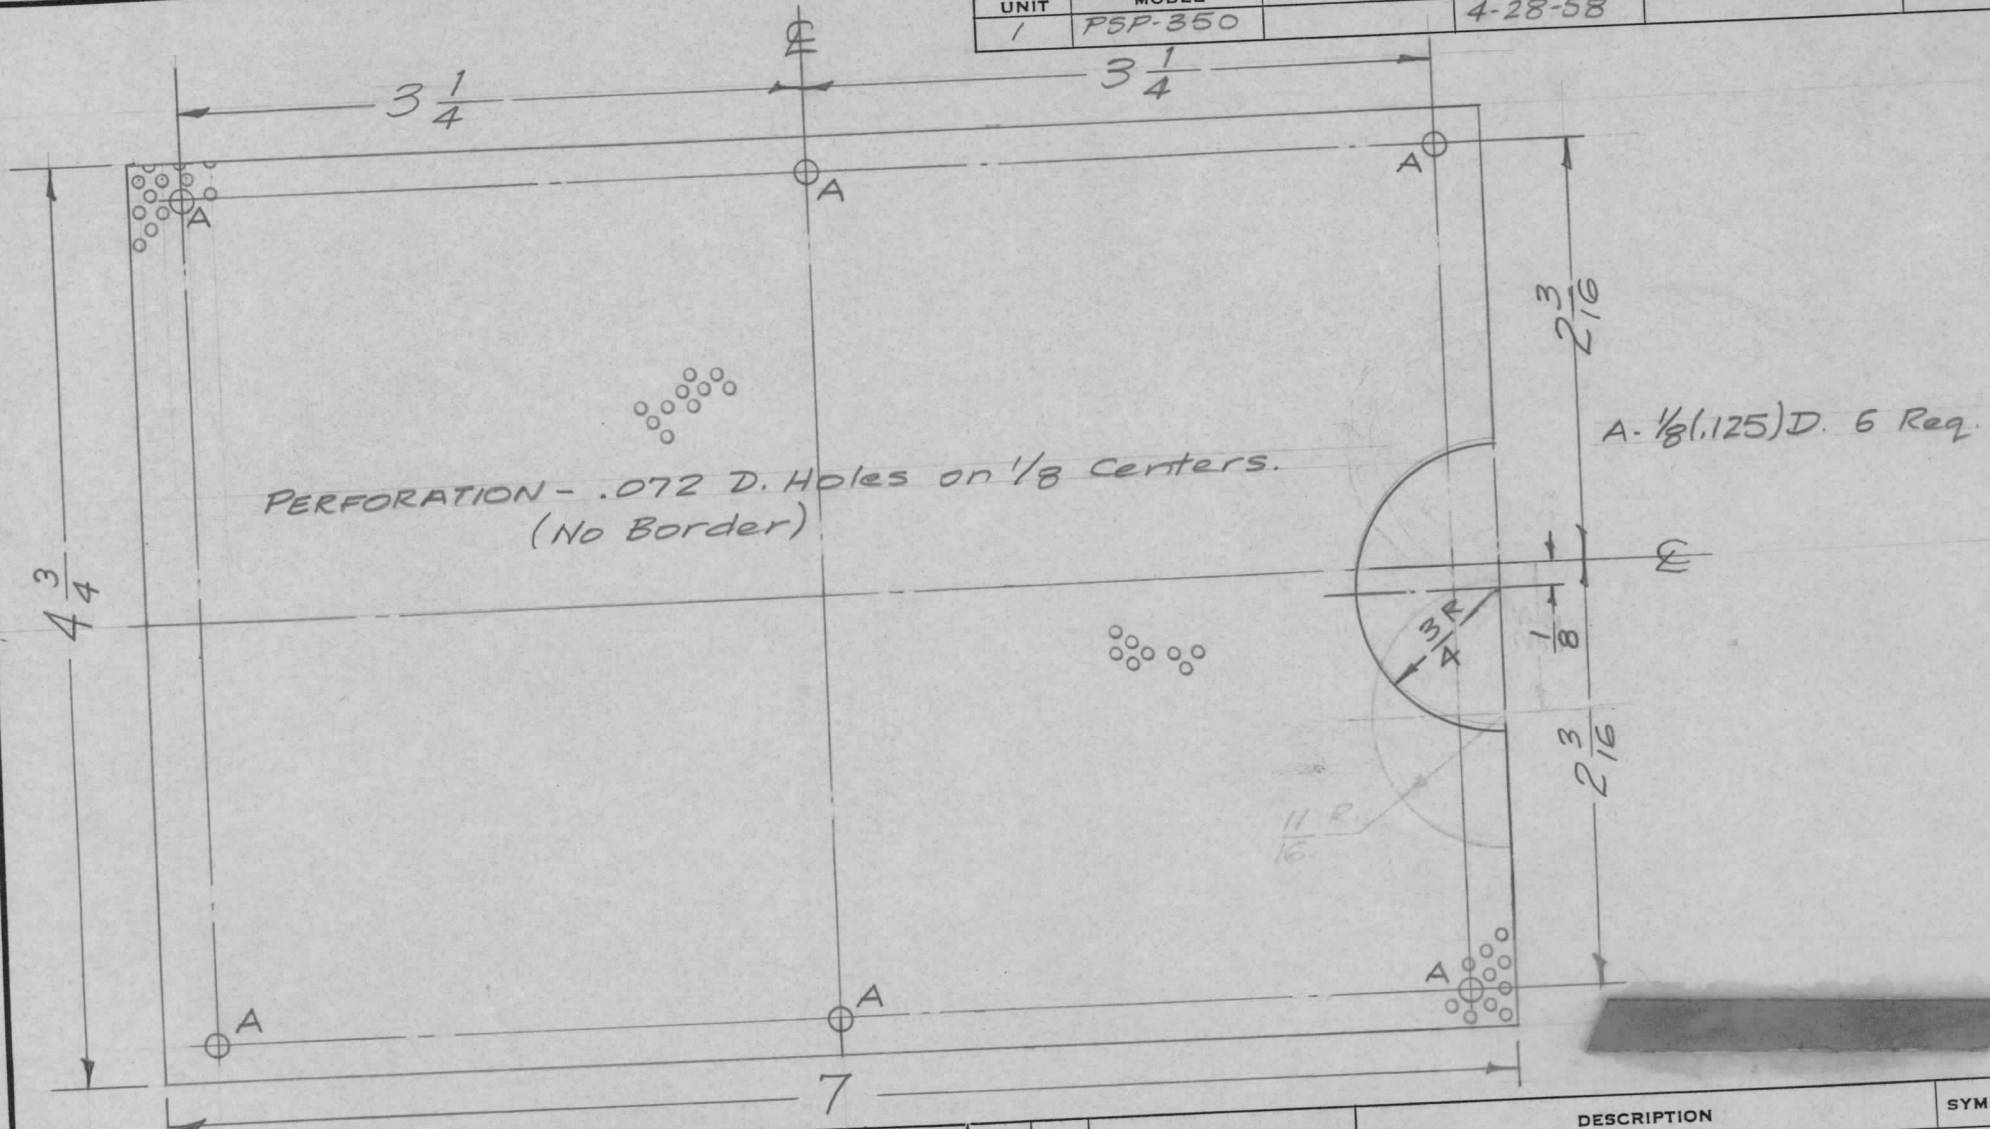 UNIT MODEL
1 PSP-350 4-28-58
℄
3 1/4
3 1/4
A
A
A
2 3/16
A- 1/8(.125)D. 6 Req.
PERFORATION - .072 D. Holes on 1/8 Centers.
(No Border)
4 3/4
℄
3/4 R
1/8
2 3/16
11/16 R.
A
A
A
7
DESCRIPTION
SYM